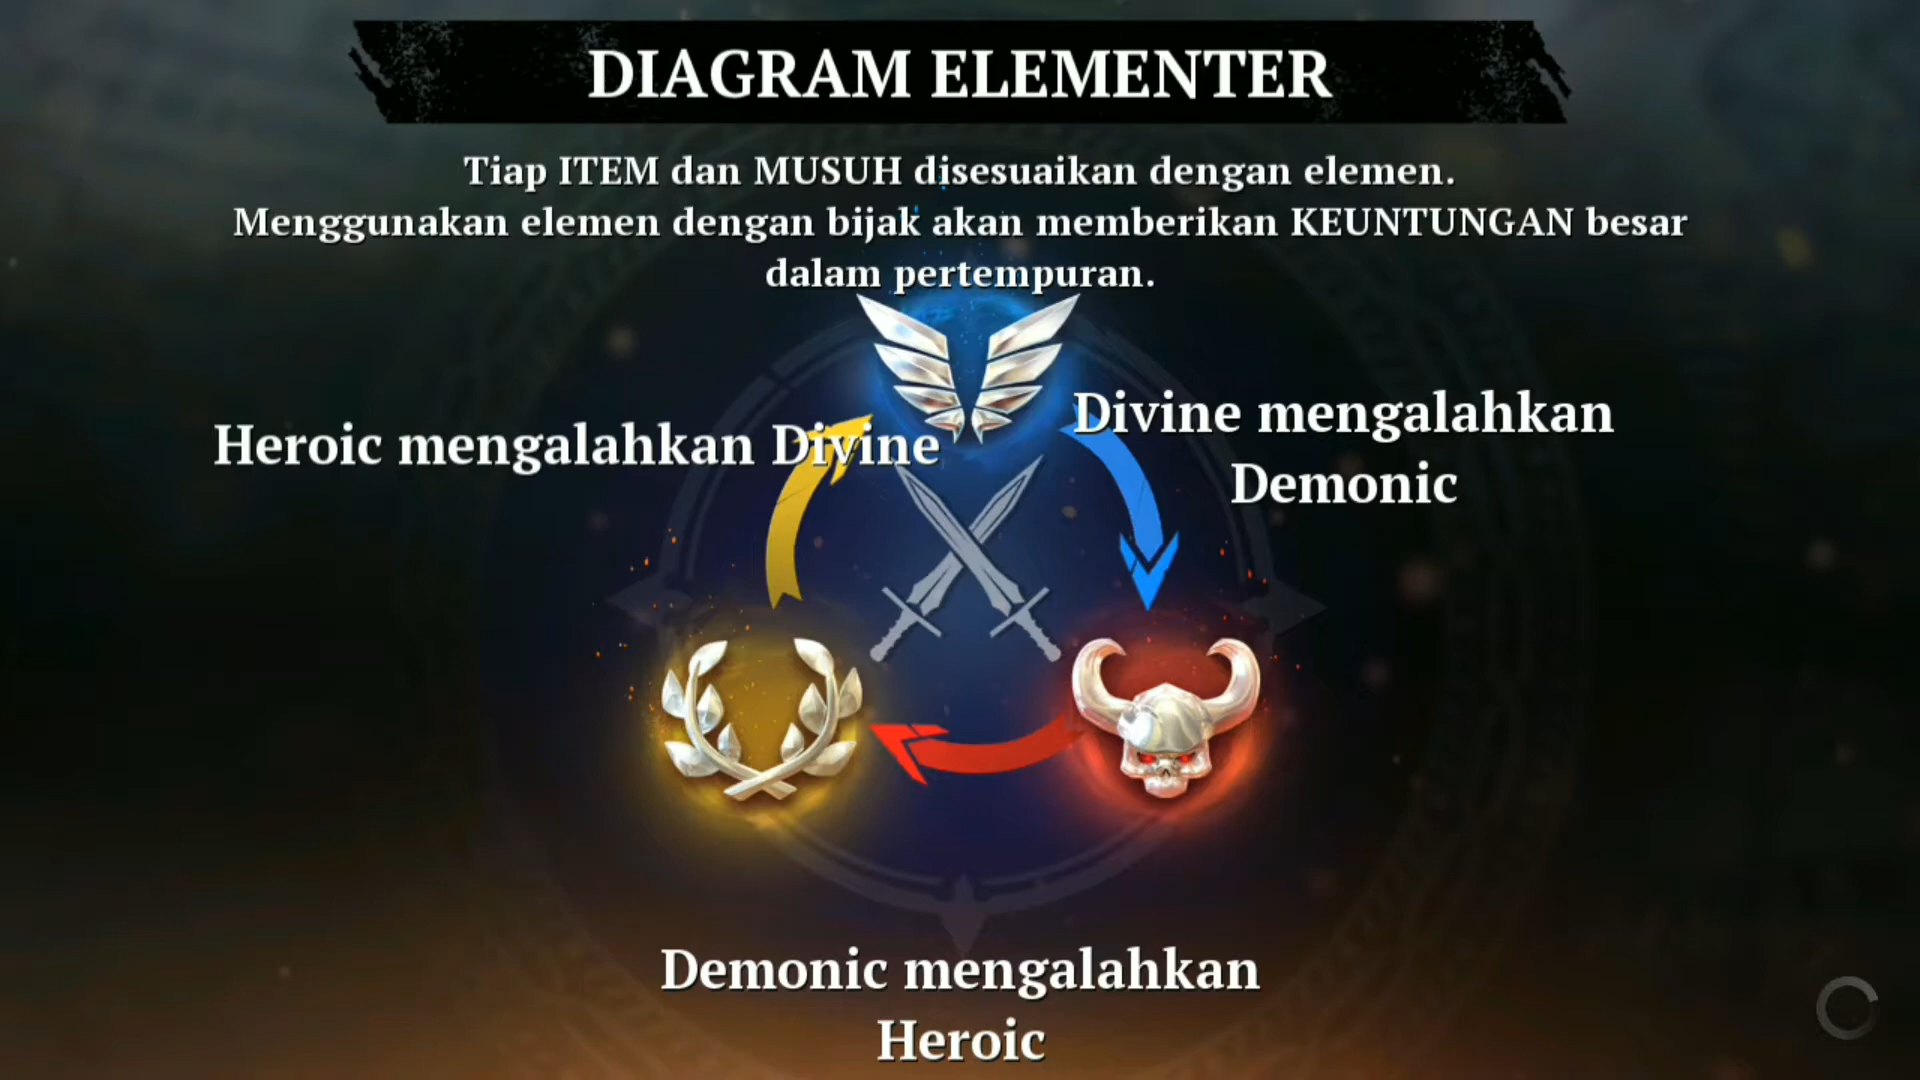 DIAGRAM ELEMENTER
Tiap ITEM dan MUSUH disesuaikan dengan elemen.
Menggunakan elemen dengan bijak akan memberikan KEUNTUNGAN besar
dalam pertempuran.
Heroic mengalahkan Divine
Divine mengalahkan
Demonic
Demonic mengalahkan
Heroic